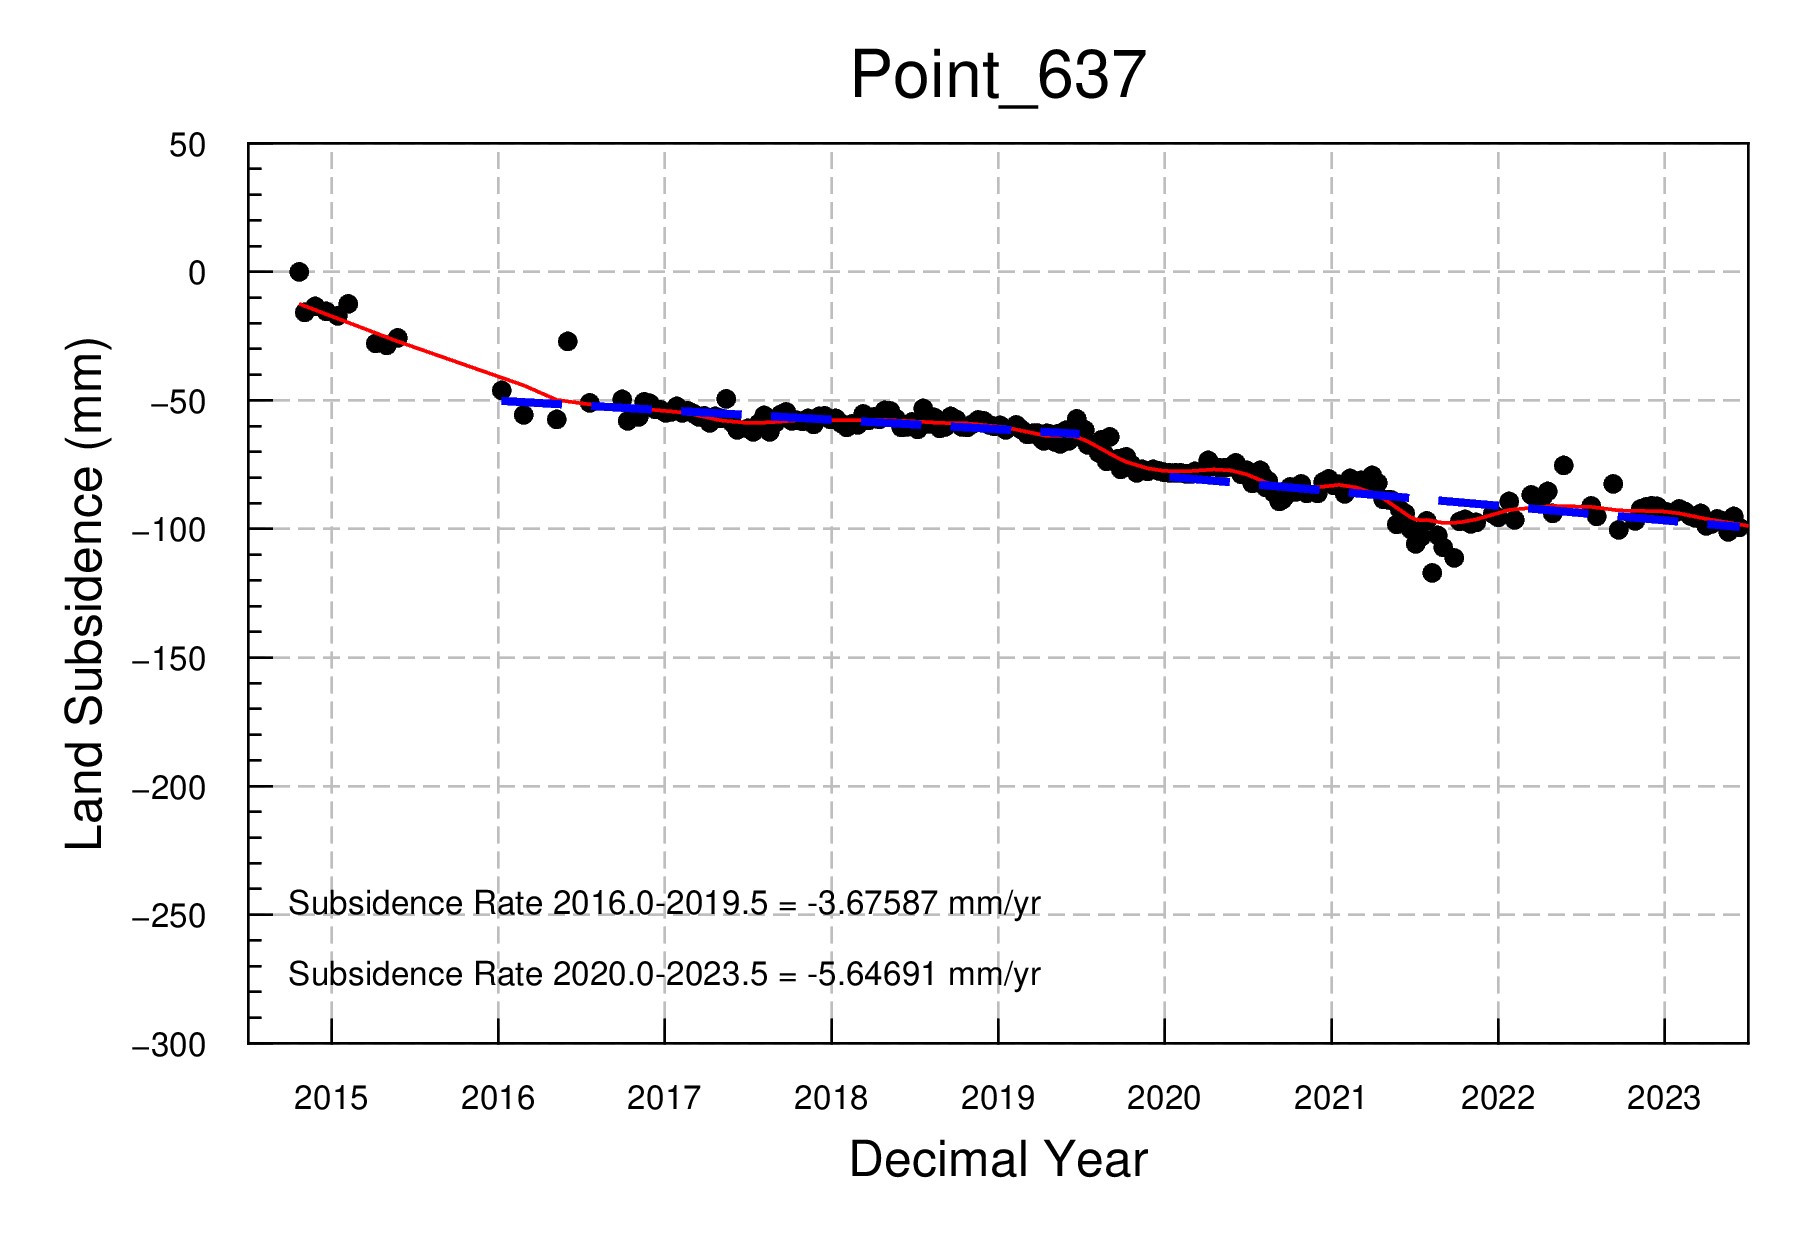 Point_637
50
0
−50
−100
−150
−200
−250
−300
Land Subsidence (mm)
Subsidence Rate 2016.0-2019.5 = -3.67587 mm/yr
Subsidence Rate 2020.0-2023.5 = -5.64691 mm/yr
2015 2016 2017 2018 2019 2020 2021 2022 2023
Decimal Year